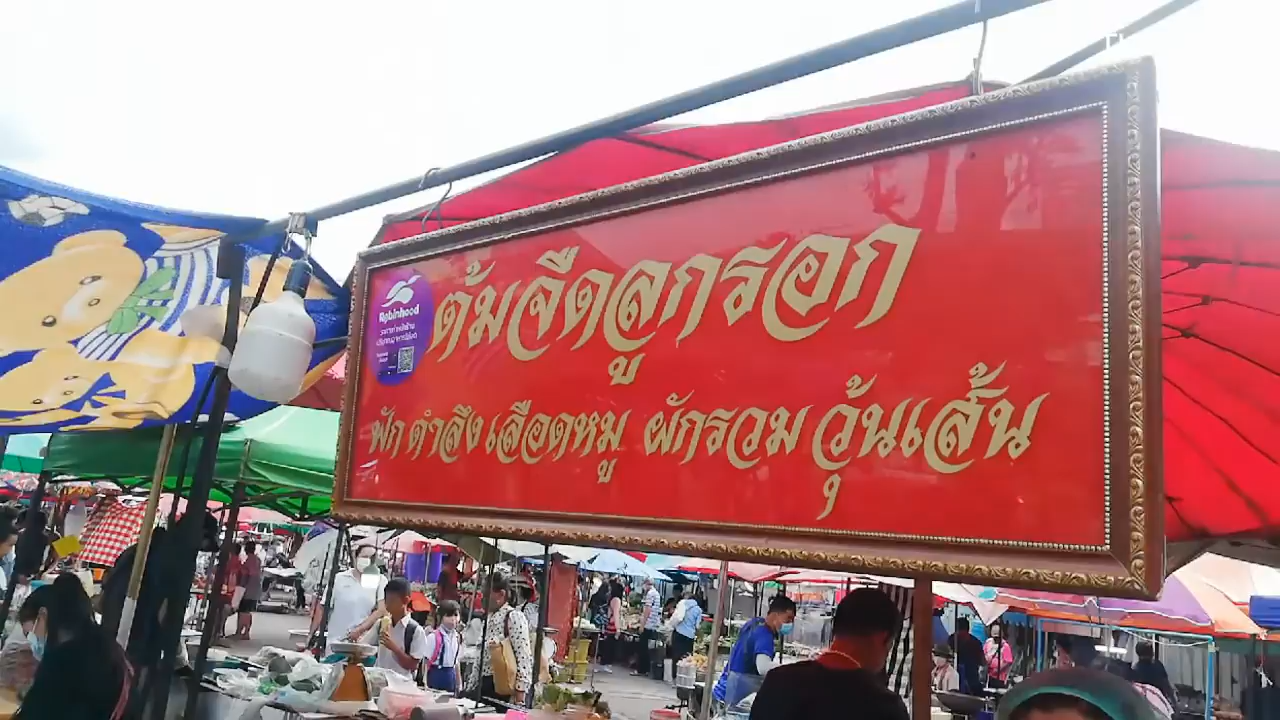 ต้มจืดลูกรอก
Robinhood
ฟัก ตำลึง เลือดหมู ผักรวม วุ้นเส้น